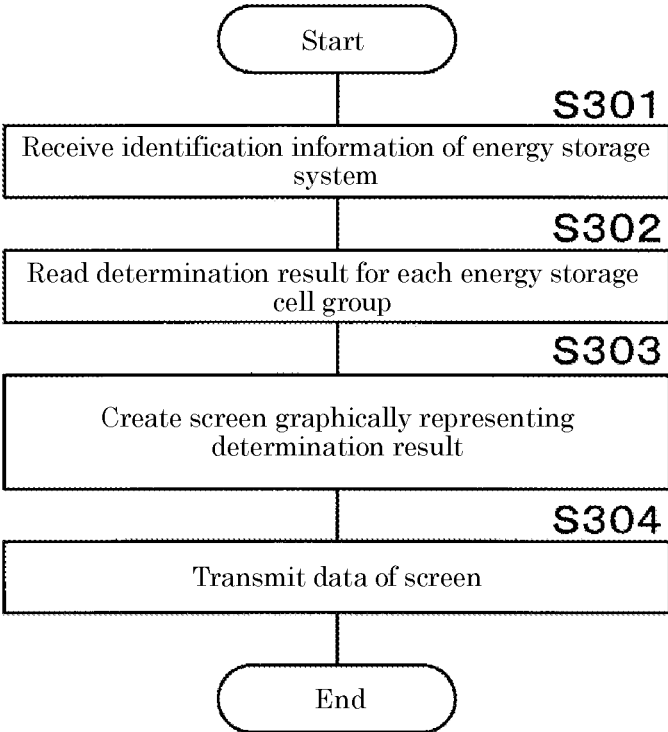 Start
S301
Receive identification information of energy storage
system
S302
Read determination result for each energy storage
cell group
S303
Create screen graphically representing
determination result
S304
Transmit data of screen
End